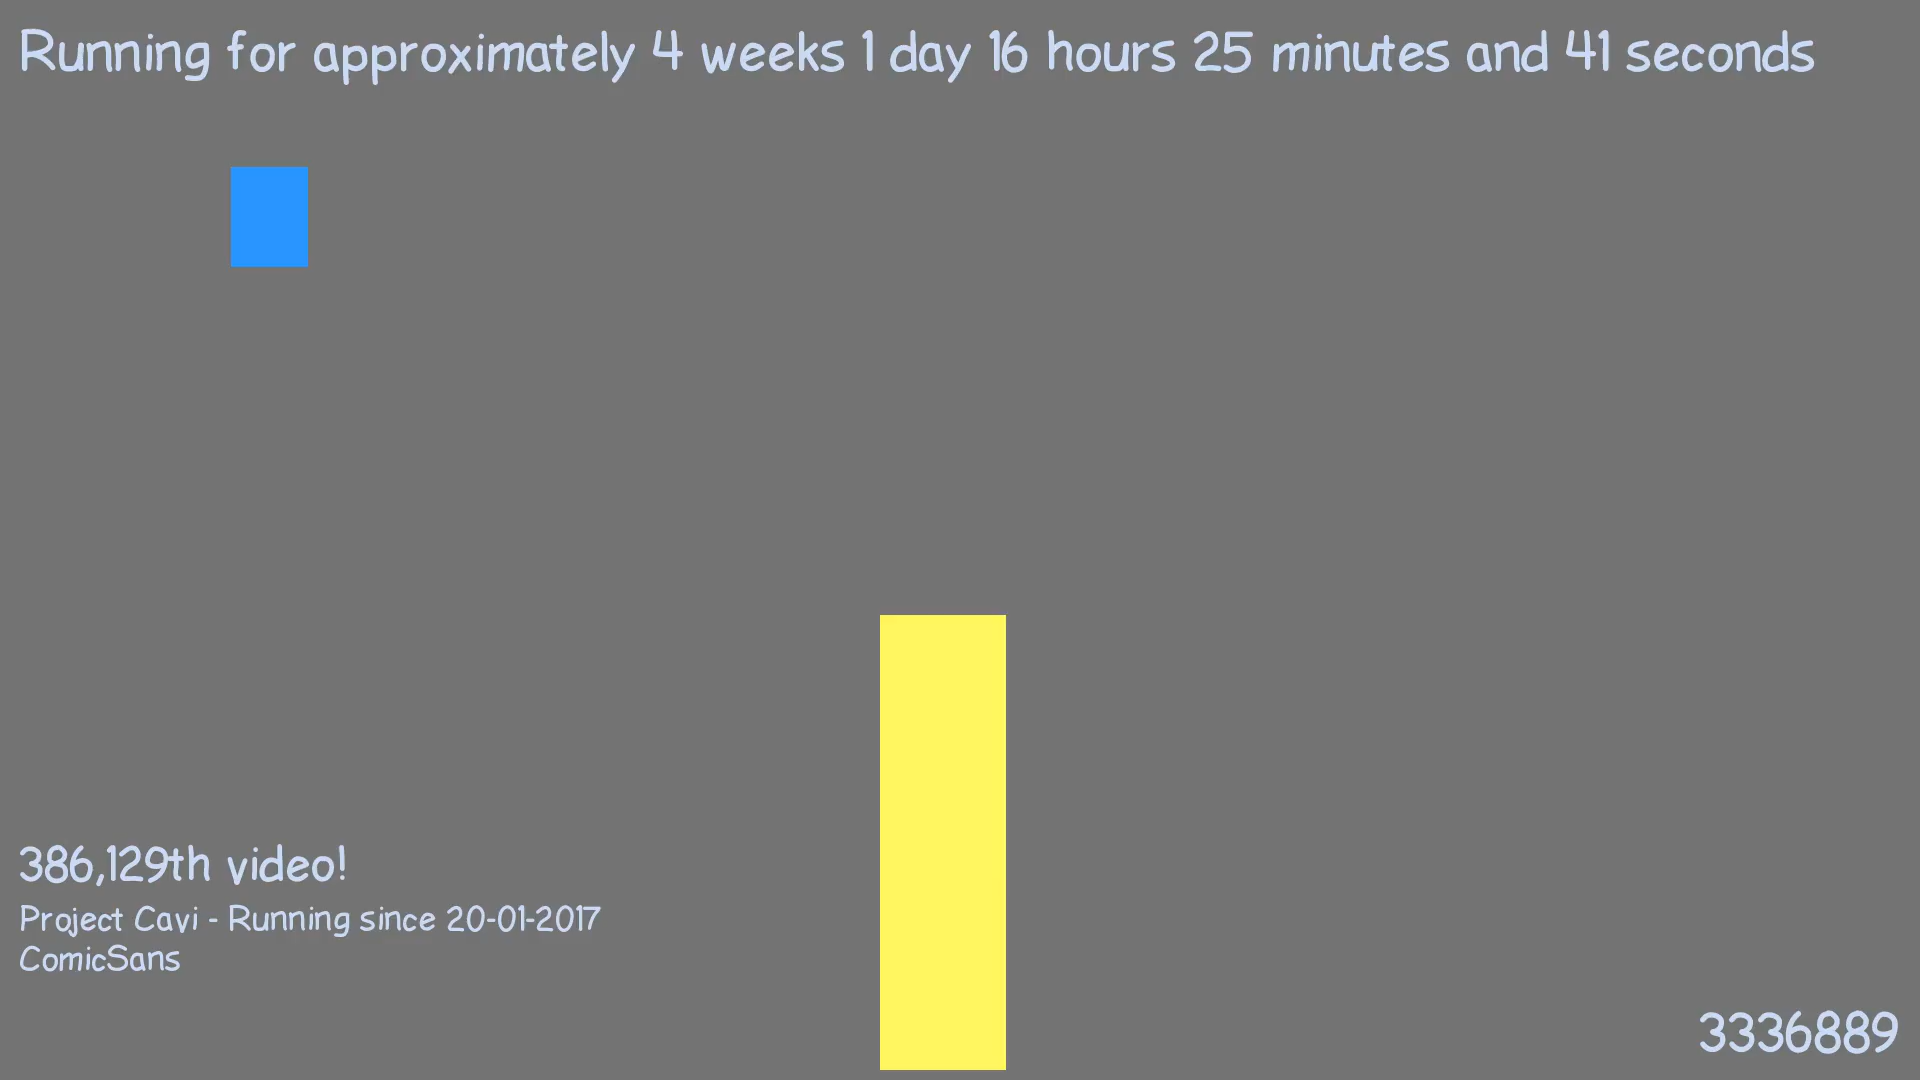 Running for approximately 4 weeks 1 day 16 hours 25 minutes and 41 seconds
386,129th video!
Project Cavi - Running since 20-01-2017
ComicSans
3336889